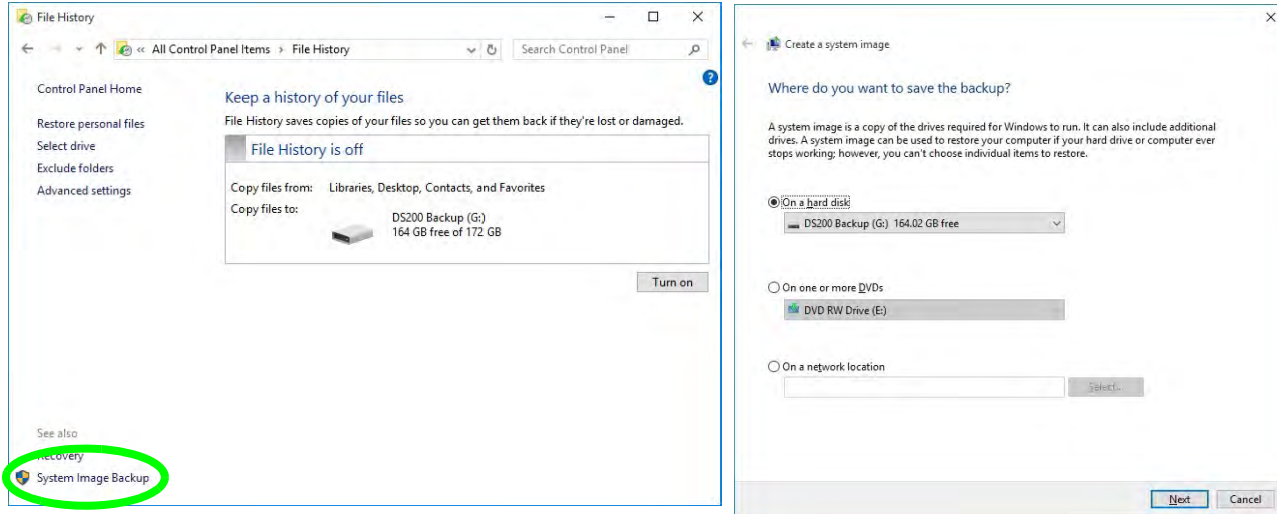 File History
« All Control Panel Items › File History
Search Control Panel
Control Panel Home
Restore personal files
Select drive
Exclude folders
Advanced settings
Keep a history of your files
File History saves copies of your files so you can get them back if they're lost or damaged.
File History is off
Copy files from: Libraries, Desktop, Contacts, and Favorites
Copy files to:
DS200 Backup (G:)
164 GB free of 172 GB
Turn on
See also
Recovery
System Image Backup
Create a system image
Where do you want to save the backup?
A system image is a copy of the drives required for Windows to run. It can also include additional
drives. A system image can be used to restore your computer if your hard drive or computer ever
stops working; however, you can't choose individual items to restore.
On a hard disk
DS200 Backup (G:) 164.02 GB free
On one or more DVDs
DVD RW Drive (E:)
On a network location
Select...
Next
Cancel